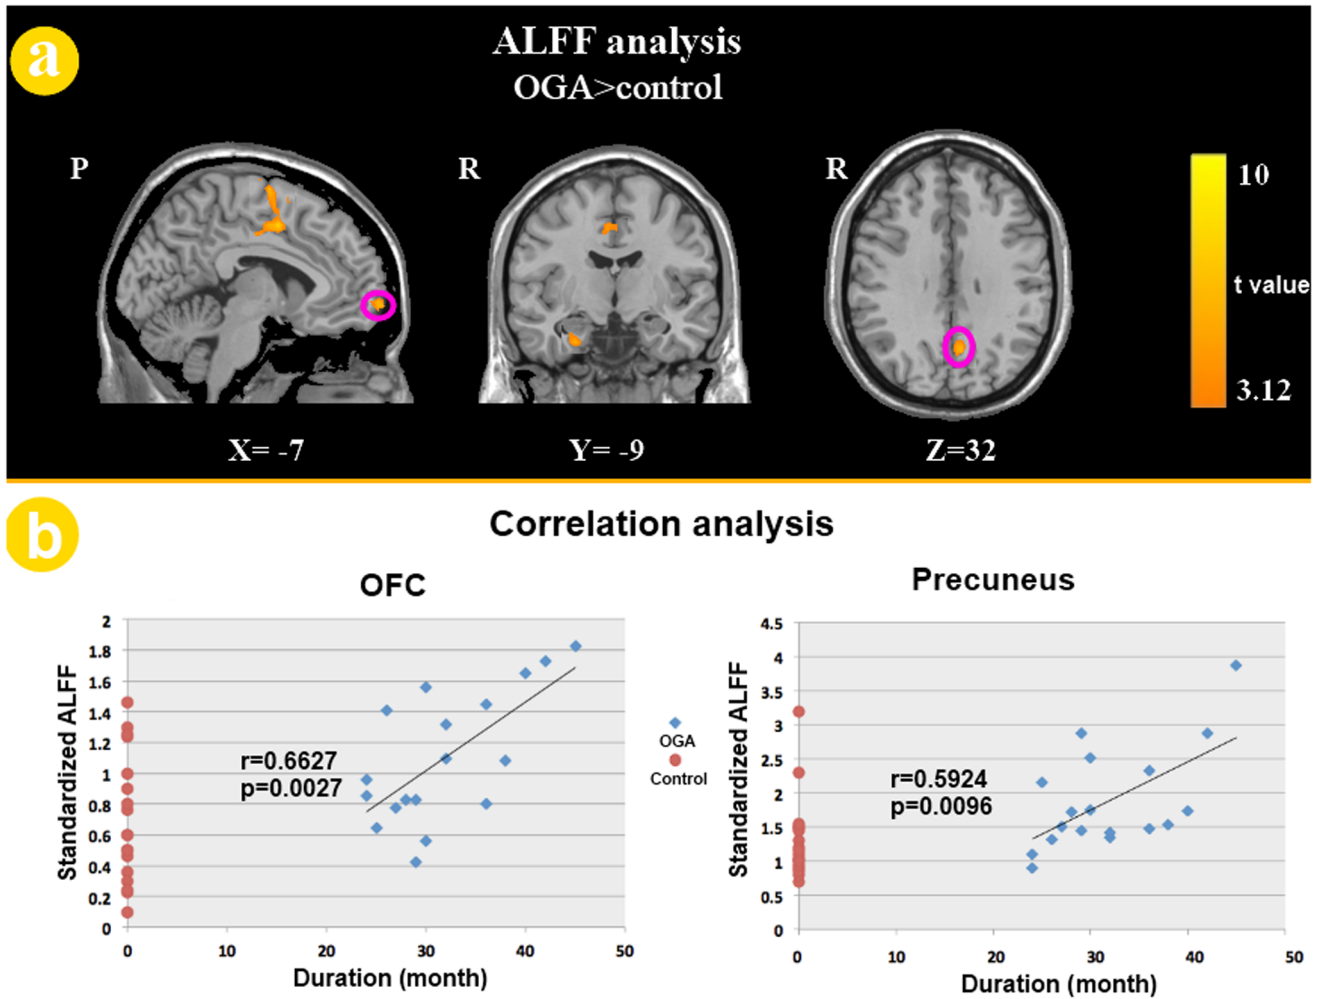 a
ALFF analysis
OGA>control
P
R
R
10
t value
3.12
X= -7
Y= -9
Z=32
b
Correlation analysis
OFC
Standardized ALFF
2
1.8
1.6
1.4
1.2
1
0.8
0.6
0.4
0.2
0
r=0.6627
p=0.0027
0
10
20
30
40
50
Duration (month)
OGA
Control
Precuneus
Standardized ALFF
4.5
4
3.5
3
2.5
2
1.5
1
0.5
0
r=0.5924
p=0.0096
0
10
20
30
40
50
Duration (month)